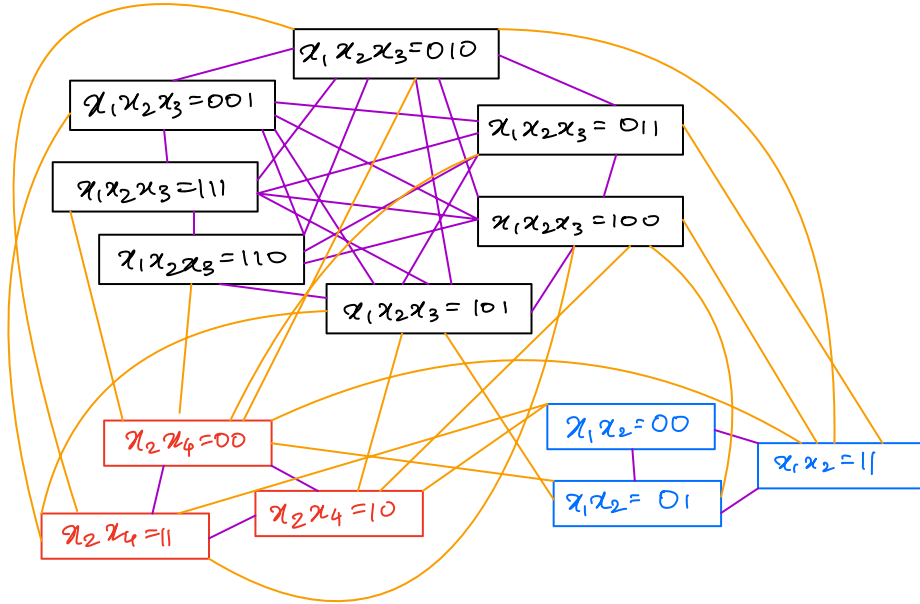 x₁x₂x₃=010
x₁x₂x₃=001
x₁x₂x₃=011
x₁x₂x₃=111
x₁x₂x₃=100
x₁x₂x₃=110
x₁x₂x₃=101
x₂x₄=00
x₁x₂=00
x₁x₂=11
x₂x₄=10
x₁x₂=01
x₂x₄=11